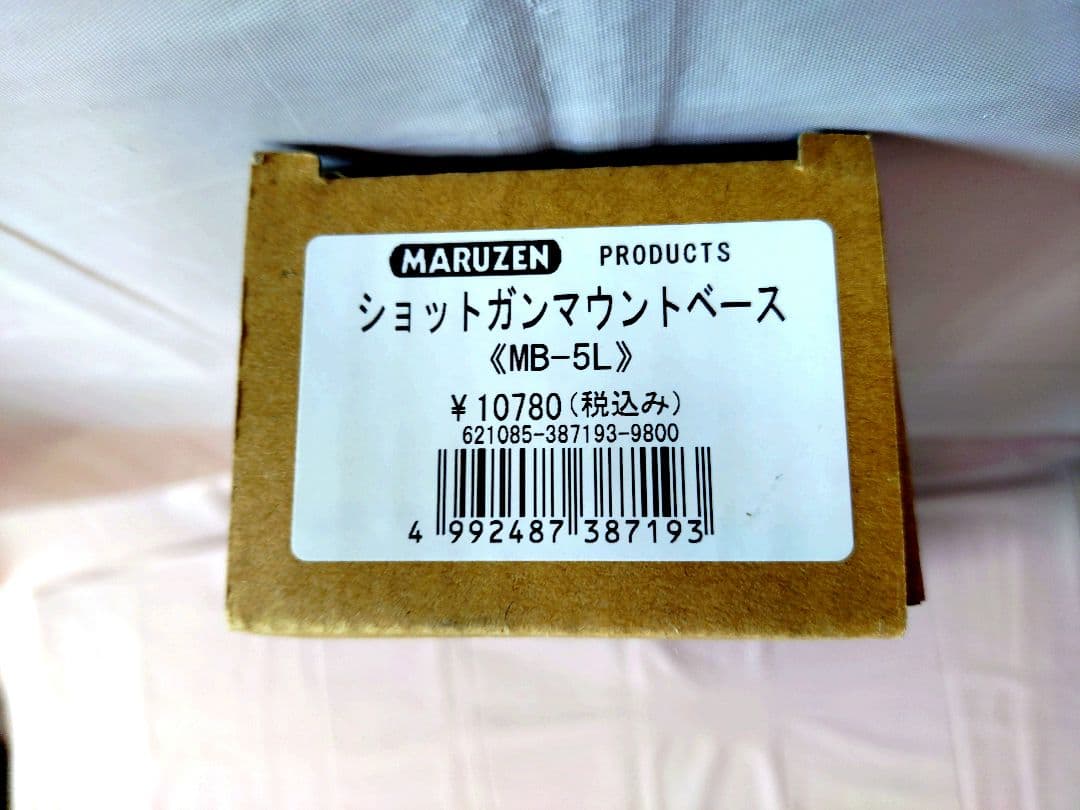 MARUZEN PRODUCTS
ショットガンマウントベース
《MB-5L》
¥10780(税込み)
621085-387193-9800
4 992487 387193